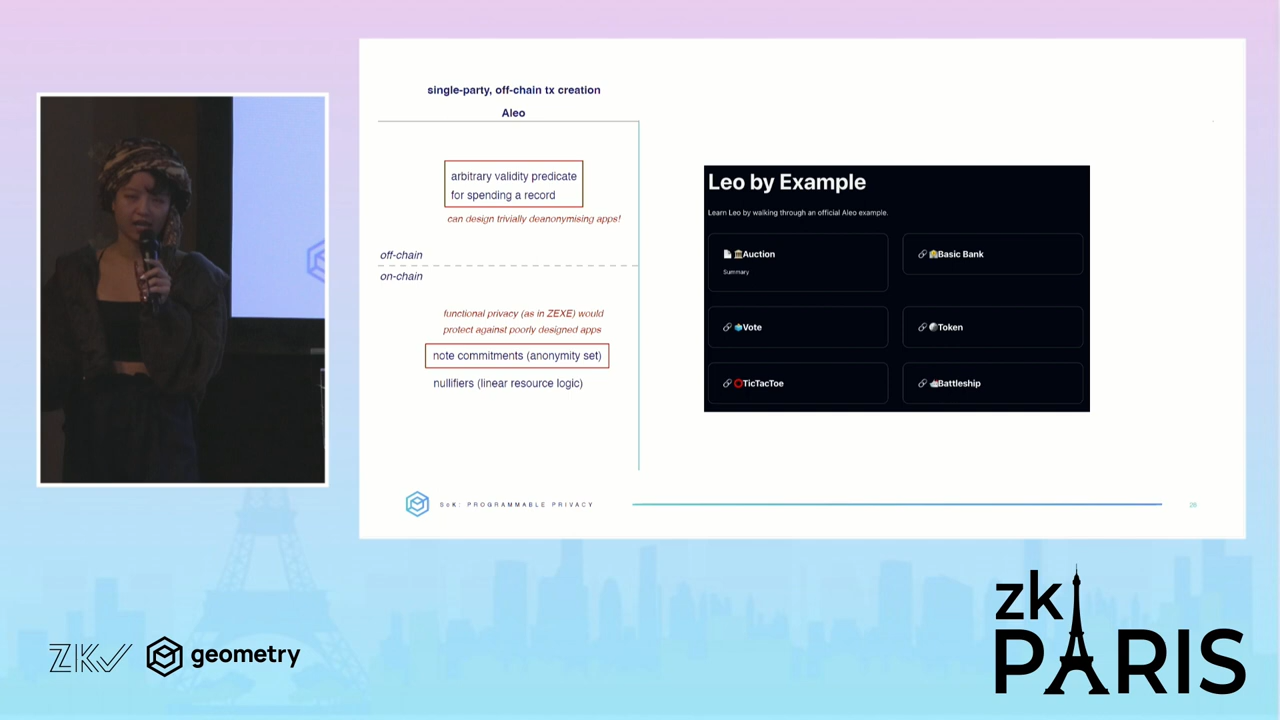 single-party, off-chain tx creation
Aleo
arbitrary validity predicate
for spending a record
can design trivially deanonymising apps!
off-chain
on-chain
functional privacy (as in ZEXE) would
protect against poorly designed apps
note commitments (anonymity set)
nullifiers (linear resource logic)
Leo by Example
Learn Leo by walking through an official Aleo example.
Auction
Summary
Basic Bank
Vote
Token
TicTacToe
Battleship
SoK: PROGRAMMABLE PRIVACY
26
ZKV
geometry
zk
PARIS